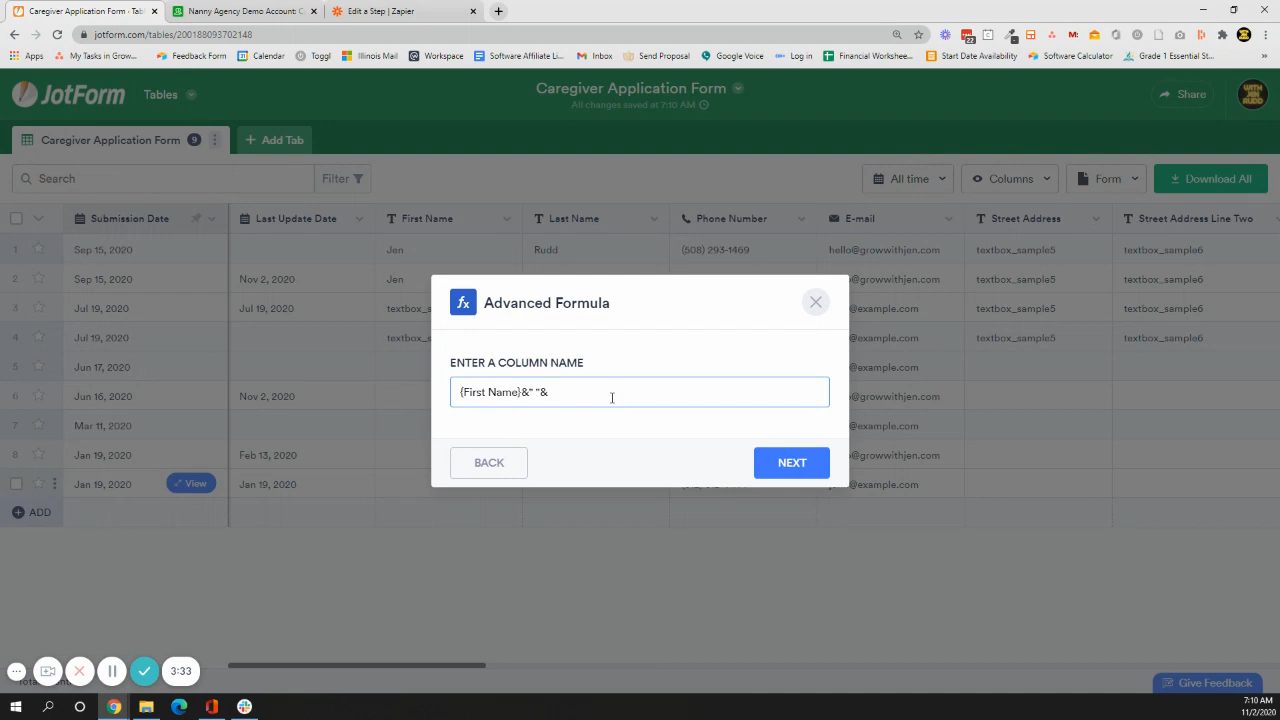 Caregiver Application Form - Tabl
Nanny Agency Demo Account: C
Edit a Step | Zapier
jotform.com/tables/200188093702148
22
Apps
My Tasks in Grow...
Feedback Form
Calendar
Toggl
Illinois Mail
Workspace
Software Affiliate Li...
Inbox
Send Proposal
Google Voice
Log in
Financial Workshee...
Start Date Availability
Software Calculator
Grade 1 Essential St...
JotForm
Tables
Caregiver Application Form
All changes saved at 7:10 AM
Share
WITH JEN RUDD
Caregiver Application Form 9
+ Add Tab
Search
Filter
All time
Columns
Form
Download All
Submission Date Last Update Date First Name Last Name Phone Number E-mail Street Address Street Address Line Two
1 Sep 15, 2020 Jen Rudd (508) 293-1469 hello@growwithjen.com textbox_sample5 textbox_sample6
2 Sep 15, 2020 Nov 2, 2020 Jen @growwithjen.com textbox_sample5 textbox_sample6
3 Jul 19, 2020 Jul 19, 2020 textbox_s @example.com textbox_sample5 textbox_sample6
4 Jul 19, 2020 textbox_s @example.com textbox_sample5 textbox_sample6
5 Jun 17, 2020 @example.com
6 Jun 16, 2020 Nov 2, 2020 o@growwithjen.com
7 Mar 11, 2020 @example.com
8 Jan 19, 2020 Feb 13, 2020 o@growwithjen.com
Jan 19, 2020 View Jan 19, 2020 @example.com
ADD
fx Advanced Formula
ENTER A COLUMN NAME
{First Name}&" "&
BACK
NEXT
3:33
Give Feedback
7:10 AM
11/2/2020